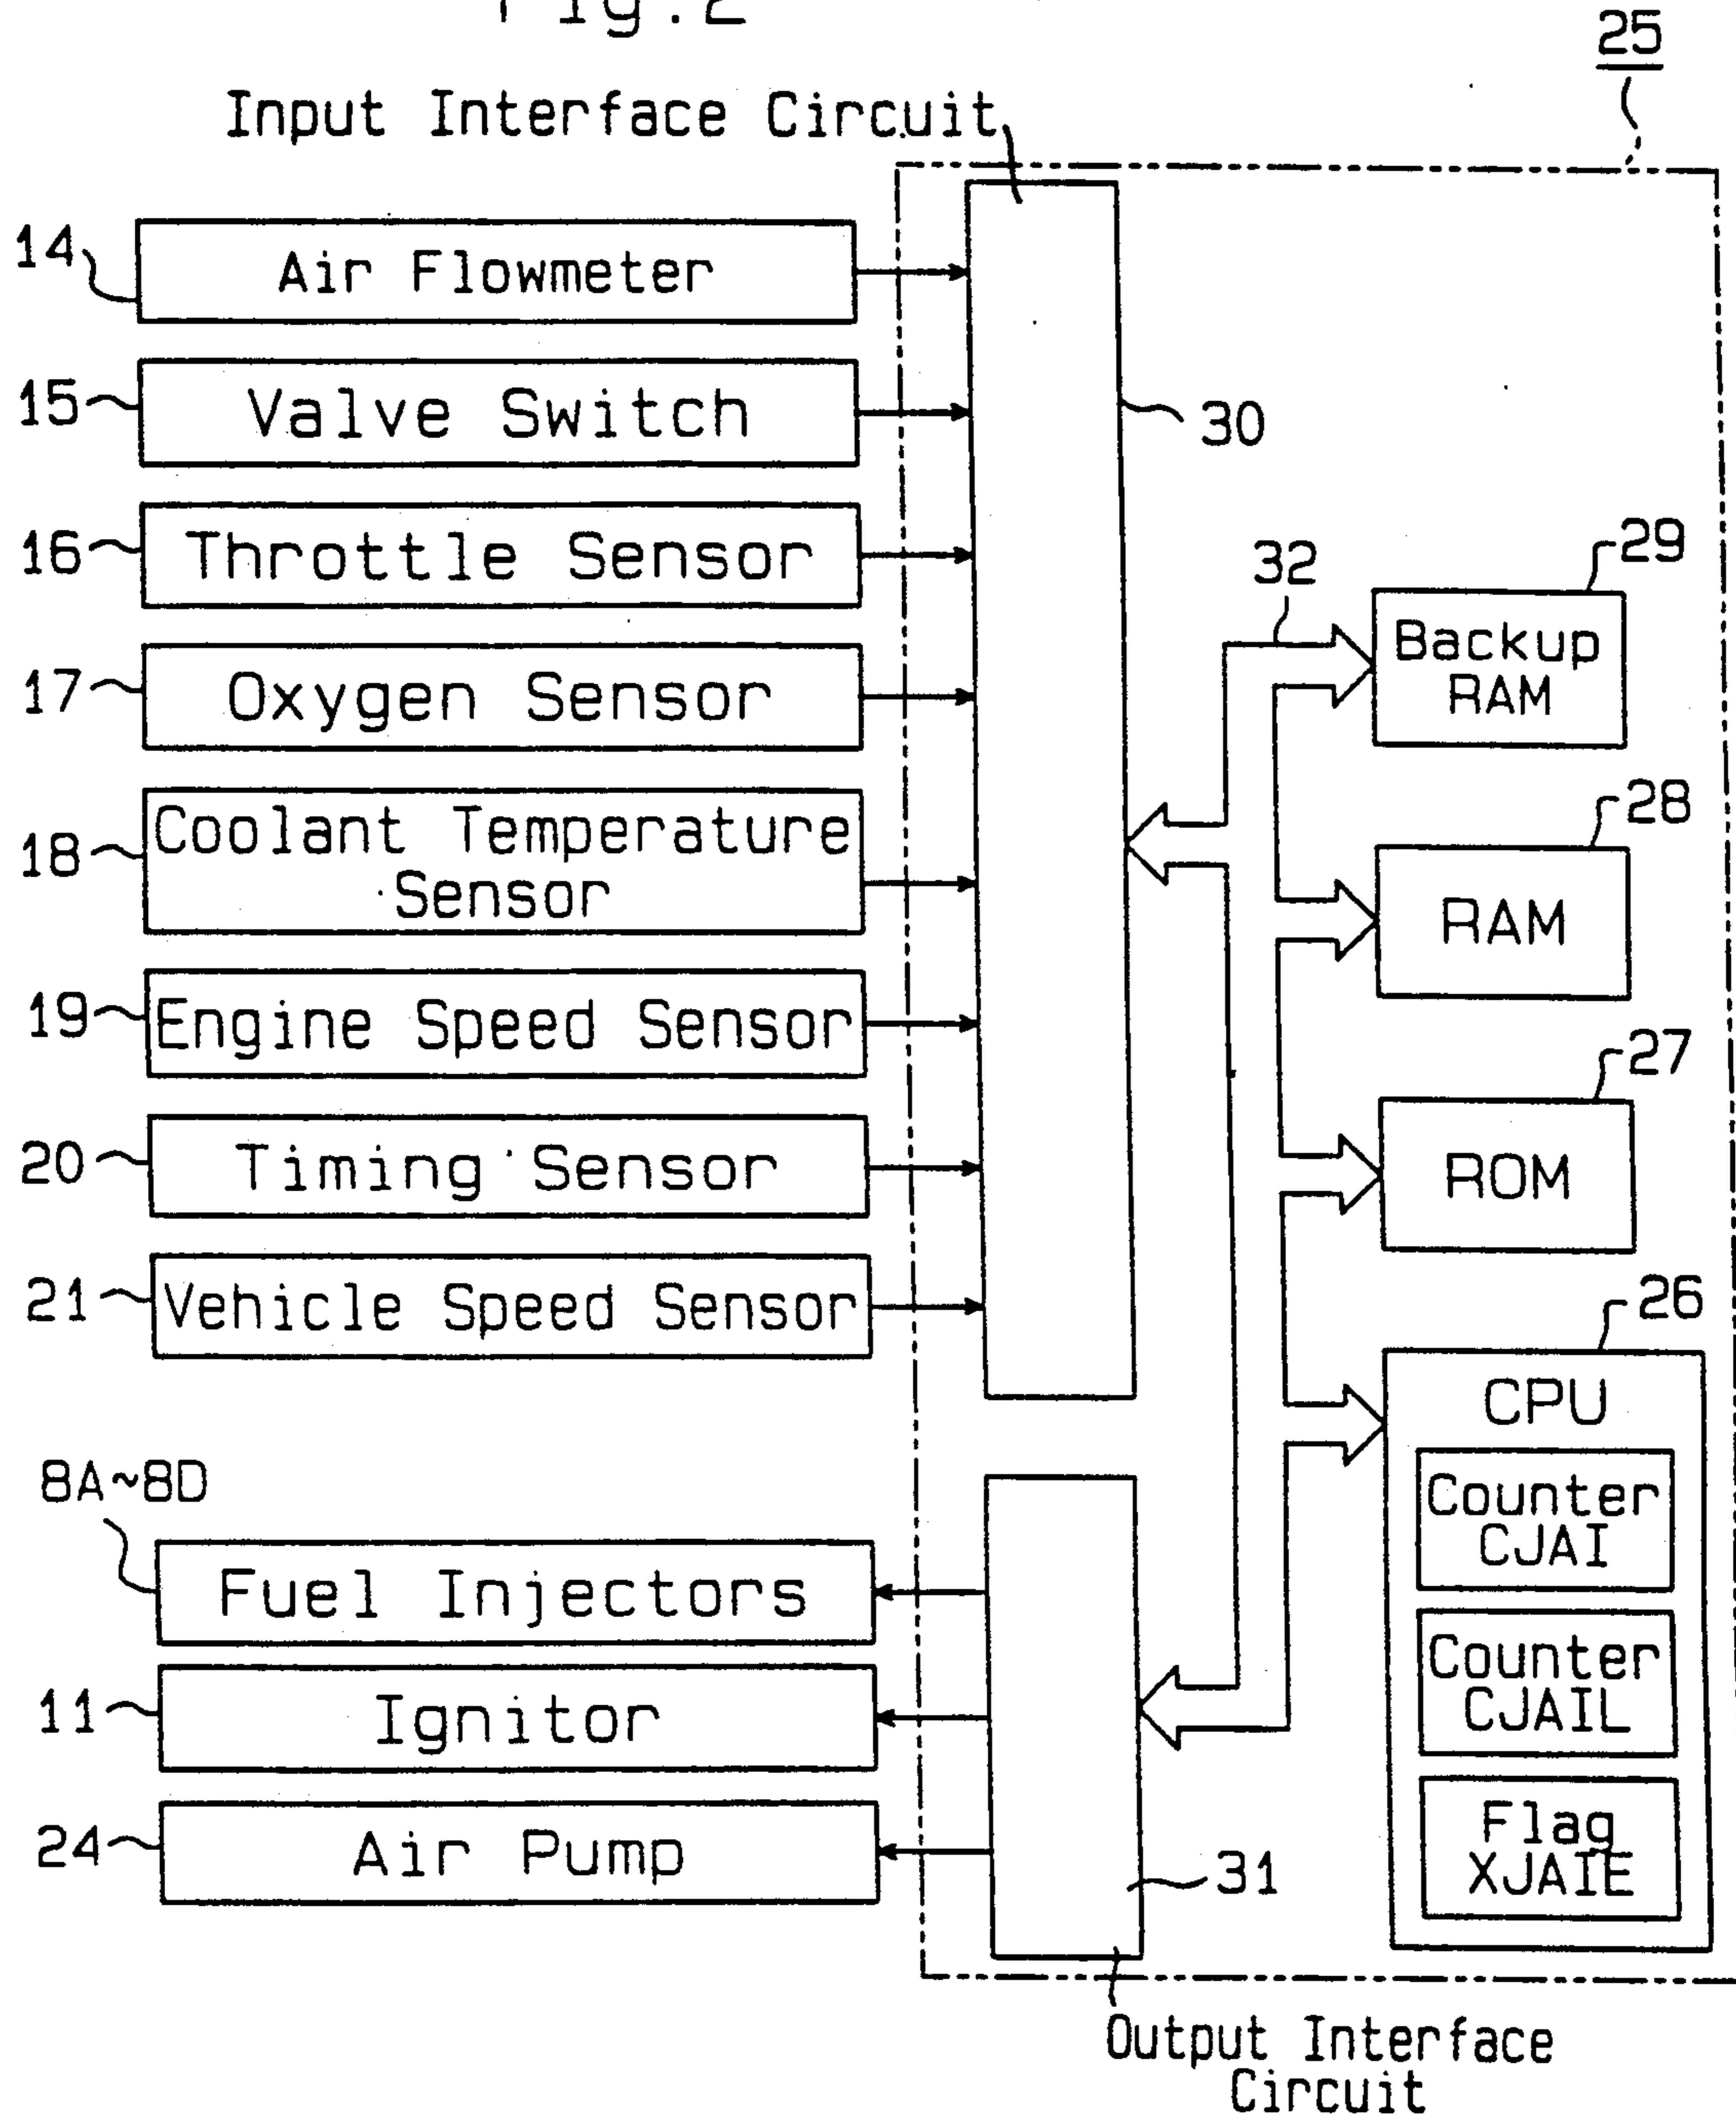 Fig.2
25
Input Interface Circuit
14
Air Flowmeter
15
Valve Switch
30
16
Throttle Sensor
32
29
Backup
RAM
17
Oxygen Sensor
18
Coolant Temperature
Sensor
28
RAM
19
Engine Speed Sensor
27
ROM
20
Timing Sensor
21
Vehicle Speed Sensor
26
CPU
Counter
CJAI
Counter
CJAIL
Flag
XJAIE
8A~8D
Fuel Injectors
11
Ignitor
24
Air Pump
31
Output Interface
Circuit